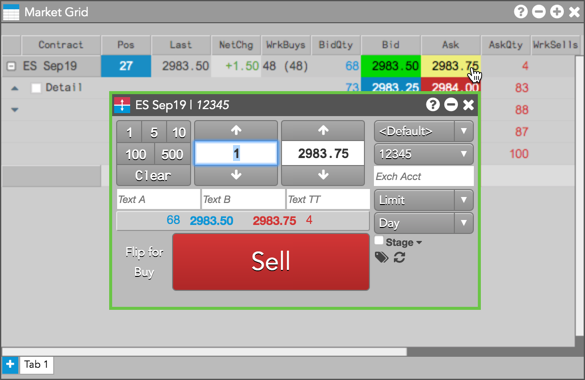 Market Grid
Contract Pos Last NetChg WrkBuys BidQty Bid Ask AskQty WrkSells
ES Sep19 27 2983.50 +1.50 48 (48) 68 2983.50 2983.75 4
Detail 73 2983.25 2984.00 83
ES Sep19 | 12345
88
1 5 10 <Default>
87
100 500 1 2983.75 12345
100
Clear Exch Acct
Text A Text B Text TT Limit
68 2983.50 2983.75 4 Day
Stage
Flip for Buy
Sell
Tab 1